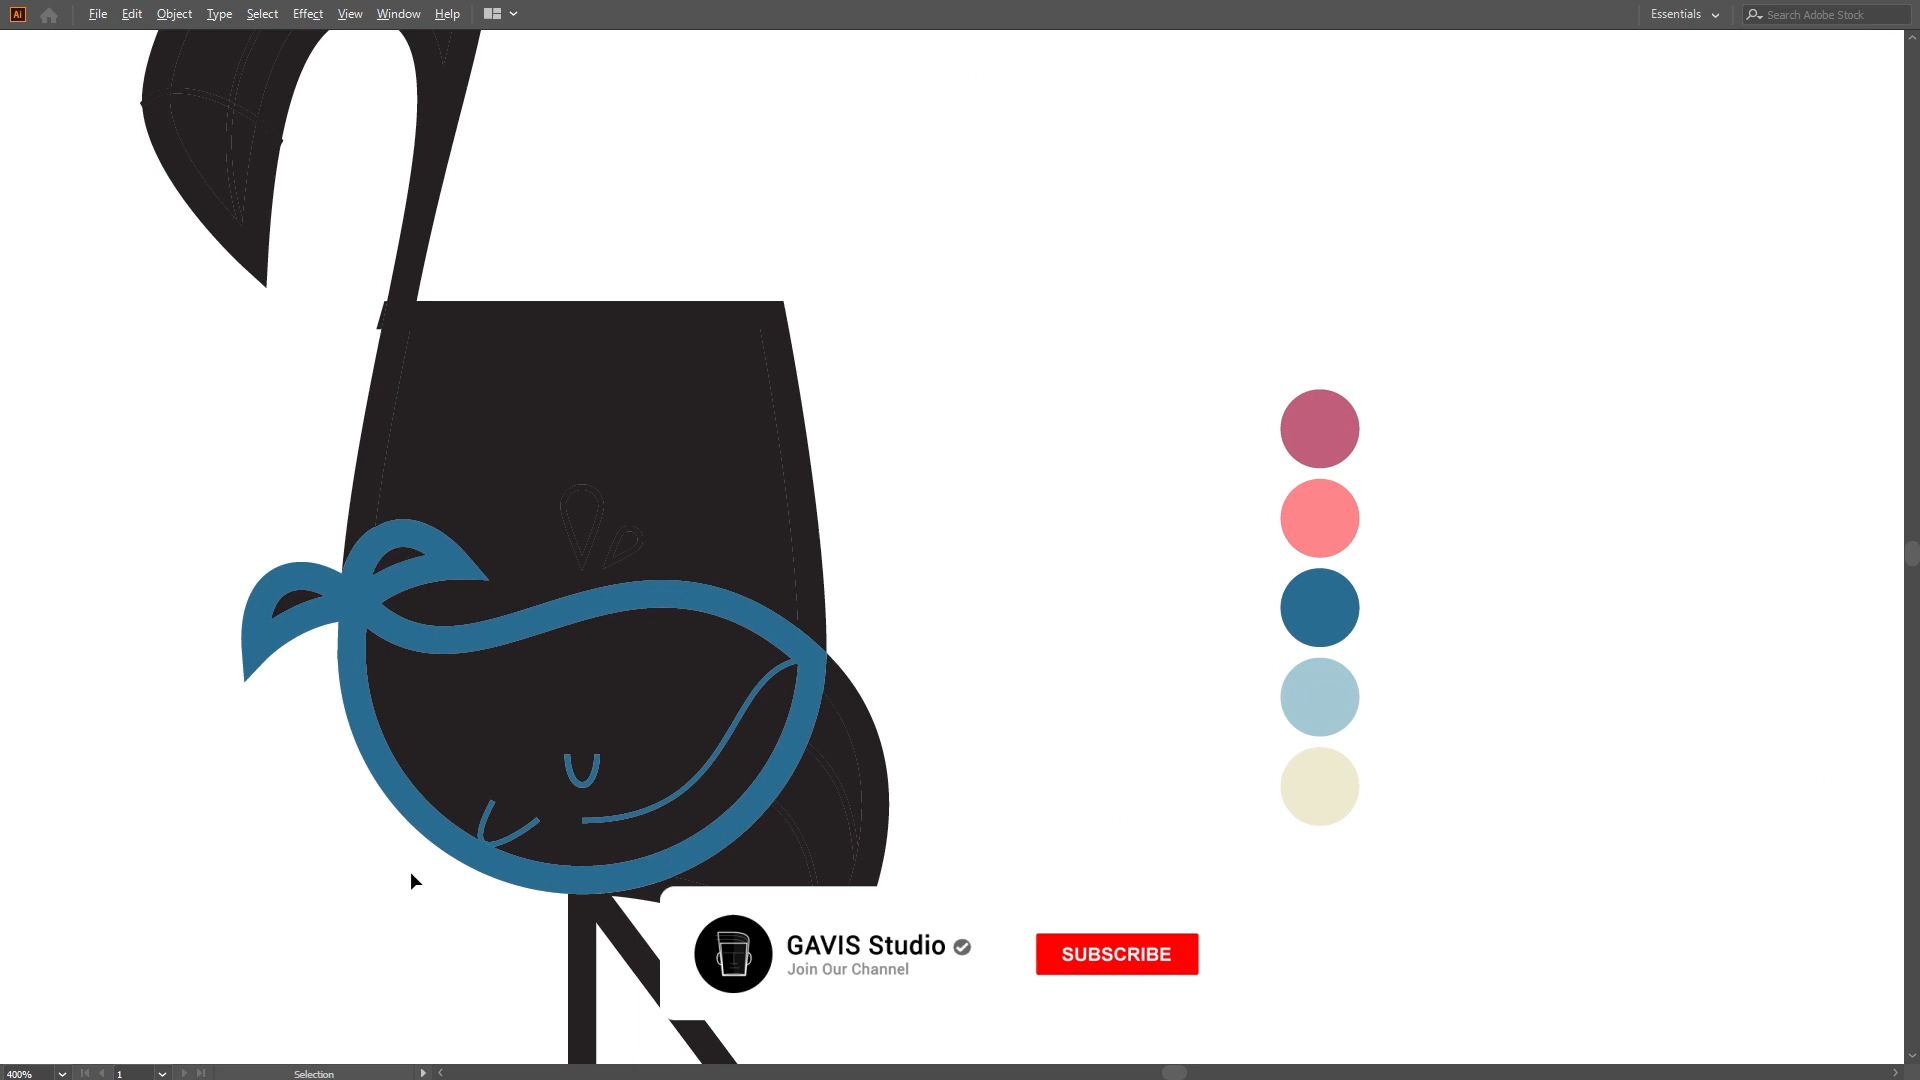 Ai File Edit Object Type Select Effect View Window Help Essentials Search Adobe Stock
GAVIS Studio
Join Our Channel
SUBSCRIBE
400% 1 Selection